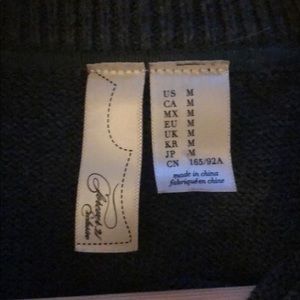 US M
CA M
MX M
EU M
UK M
KR M
JP M
CN 165/92A
made in china
fabriqué en chine